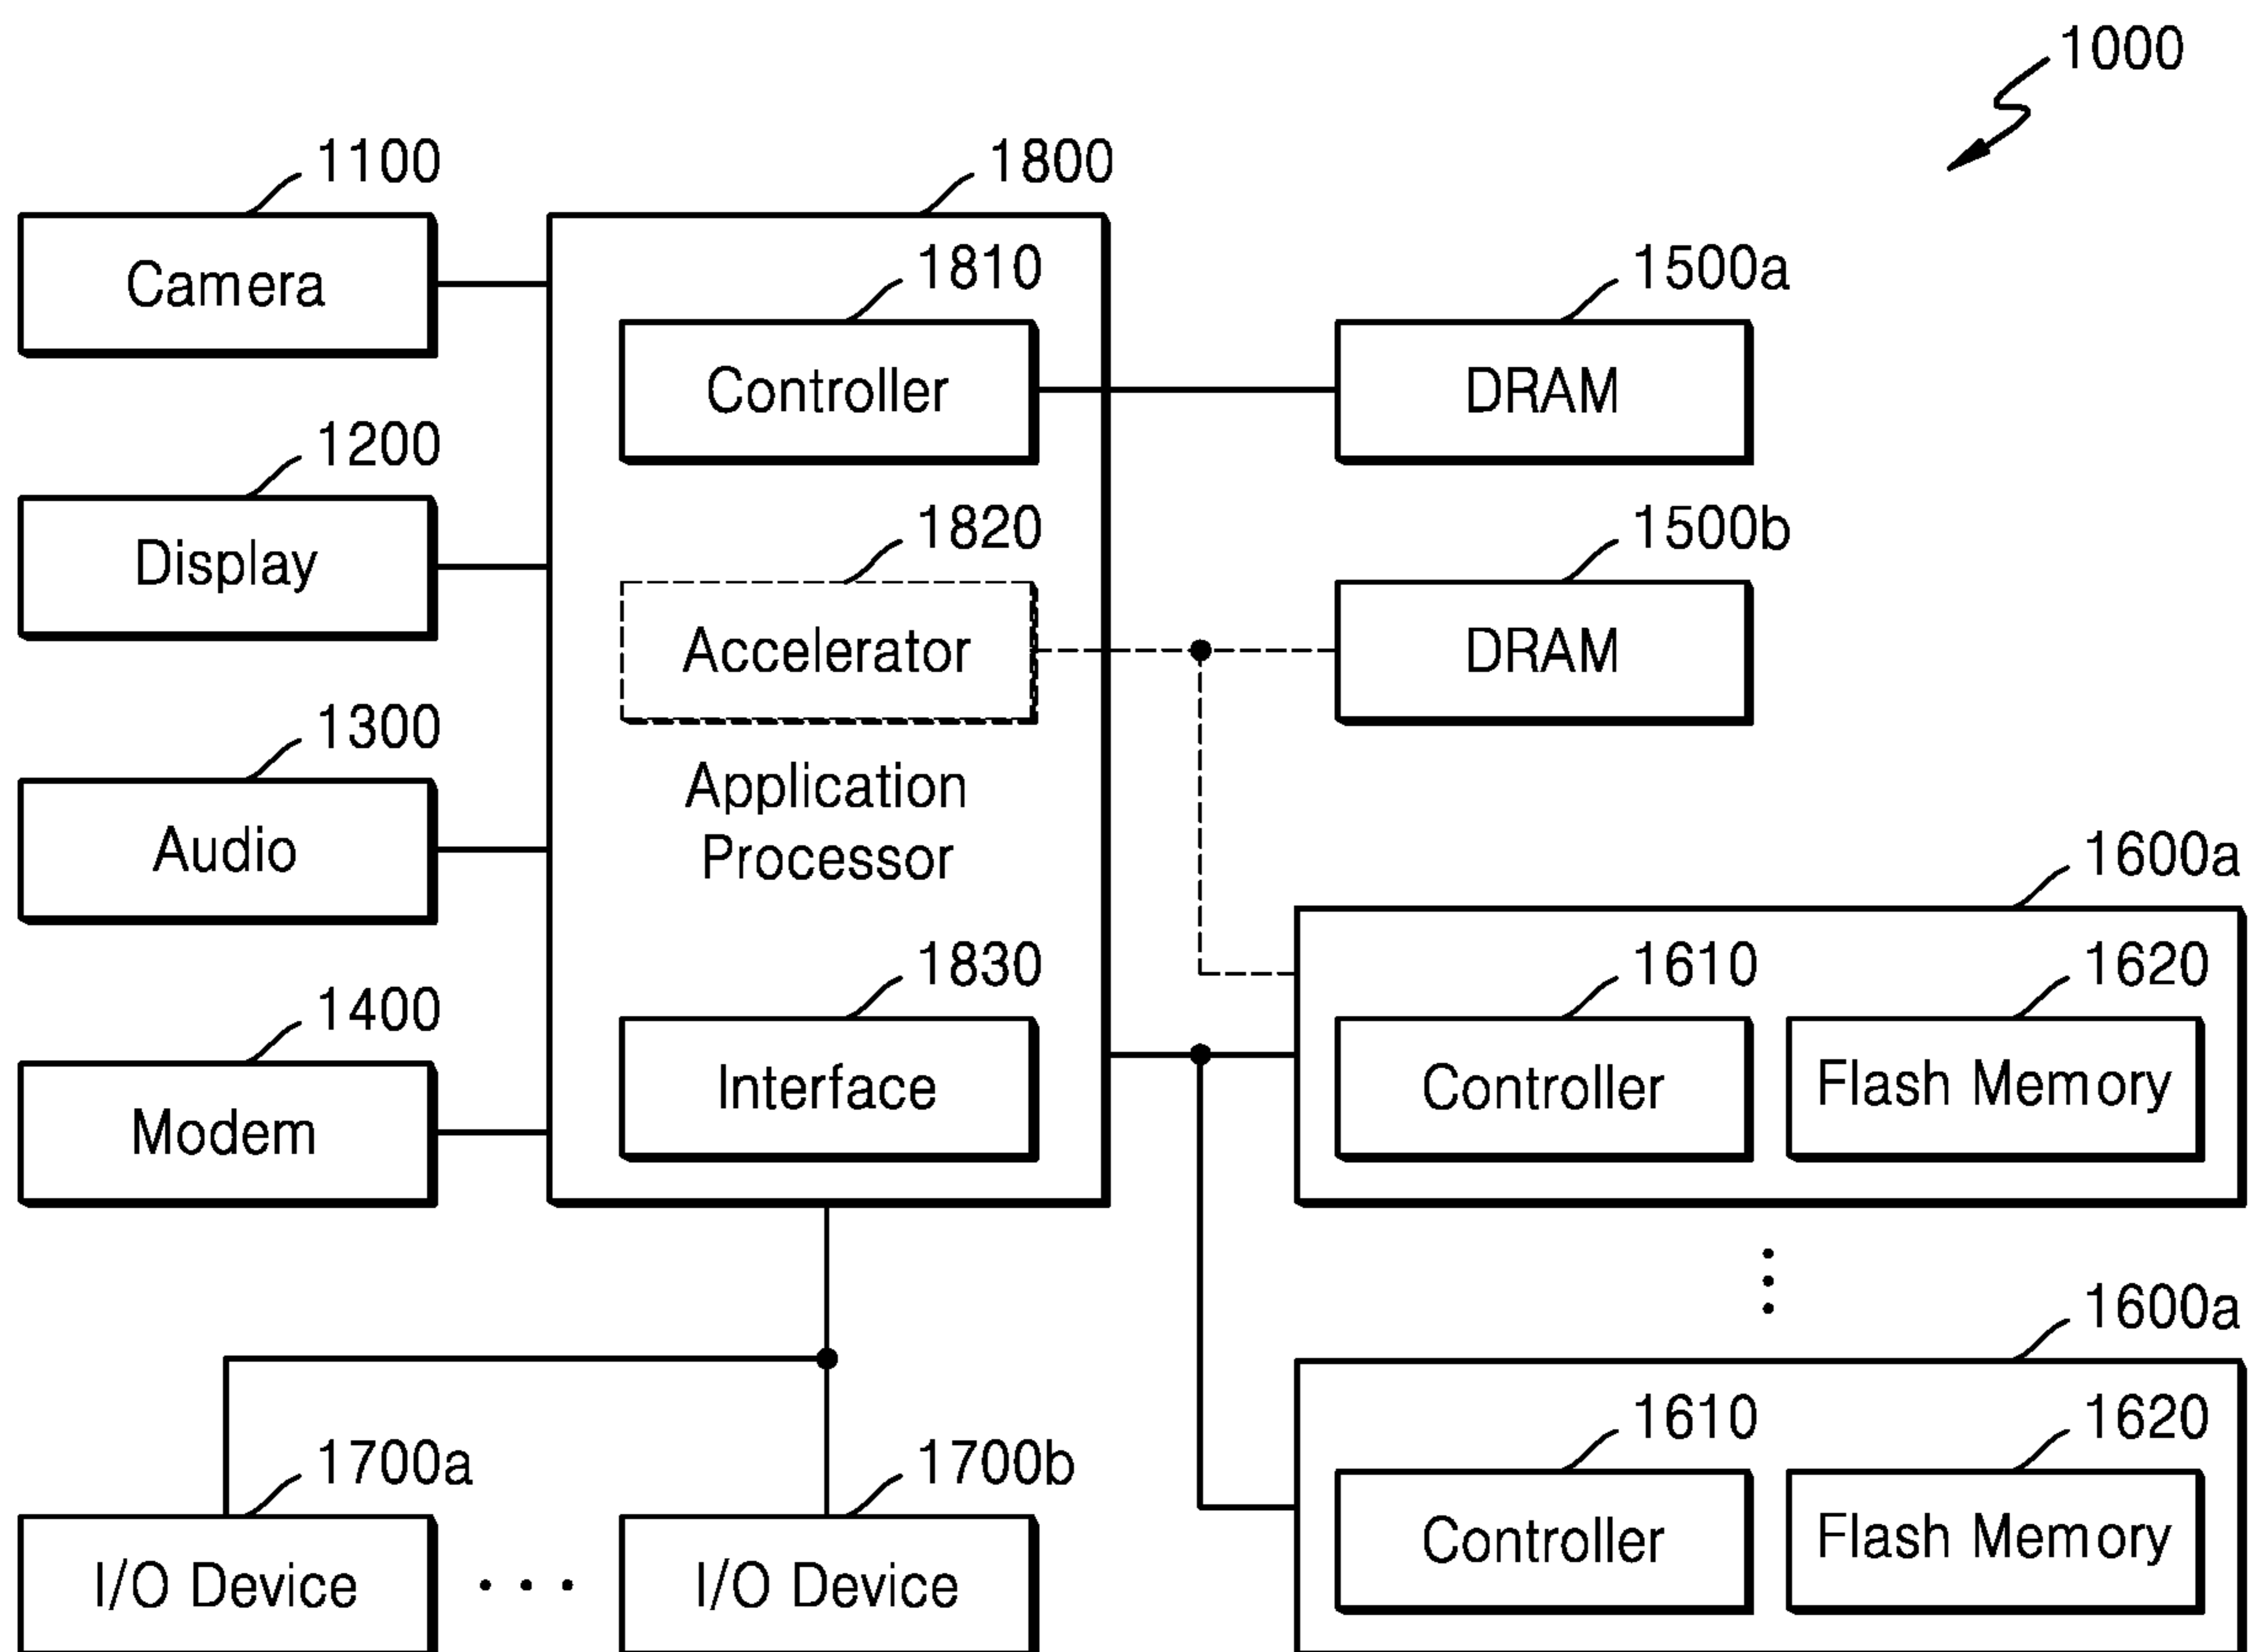 1000
1100
Camera
1200
Display
1300
Audio
1400
Modem
1800
1810
Controller
1820
Accelerator
Application
Processor
1830
Interface
1500a
DRAM
1500b
DRAM
1600a
1610
Controller
1620
Flash Memory
1600a
1610
Controller
1620
Flash Memory
1700a
I/O Device
1700b
I/O Device